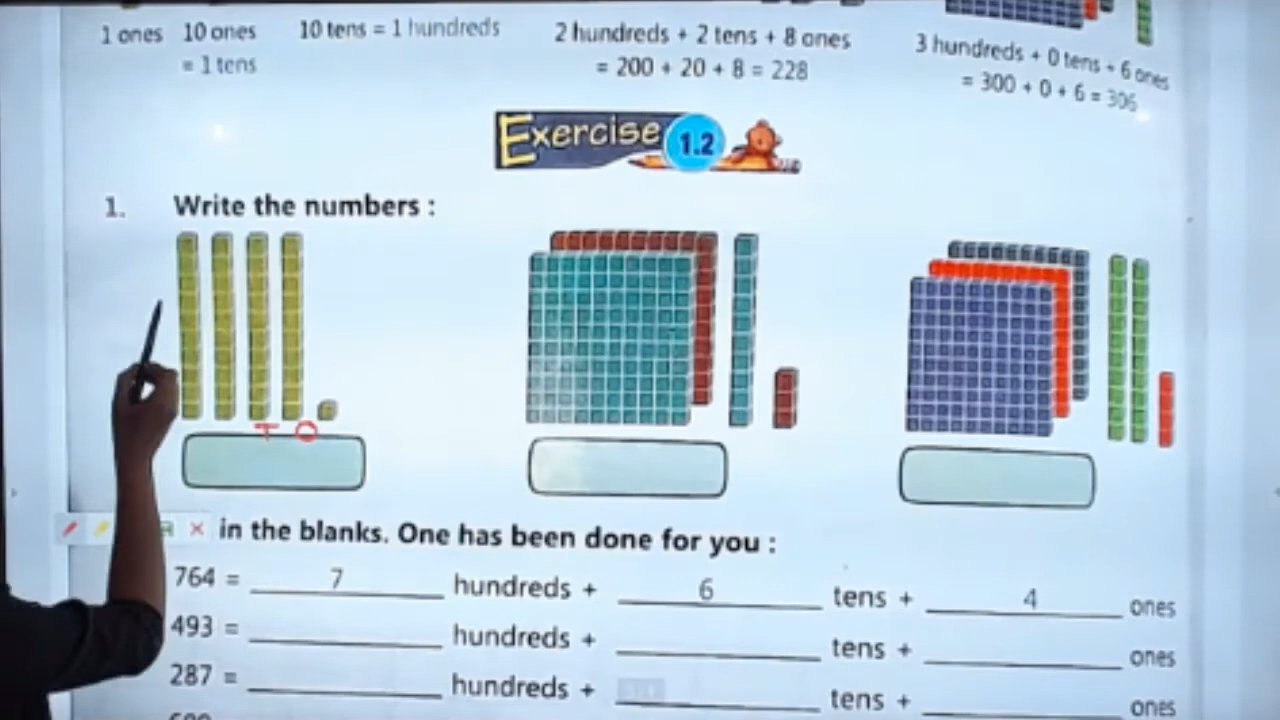 1 ones 10 ones 10 tens = 1 hundreds 2 hundreds + 2 tens + 8 ones 3 hundreds + 0 tens + 6 ones
= 1 tens = 200 + 20 + 8 = 228 = 300 + 0 + 6 = 306
Exercise 1.2
1. Write the numbers :
T O
in the blanks. One has been done for you :
764 = 7 hundreds + 6 tens + 4 ones
493 = hundreds + tens + ones
287 = hundreds + tens + ones